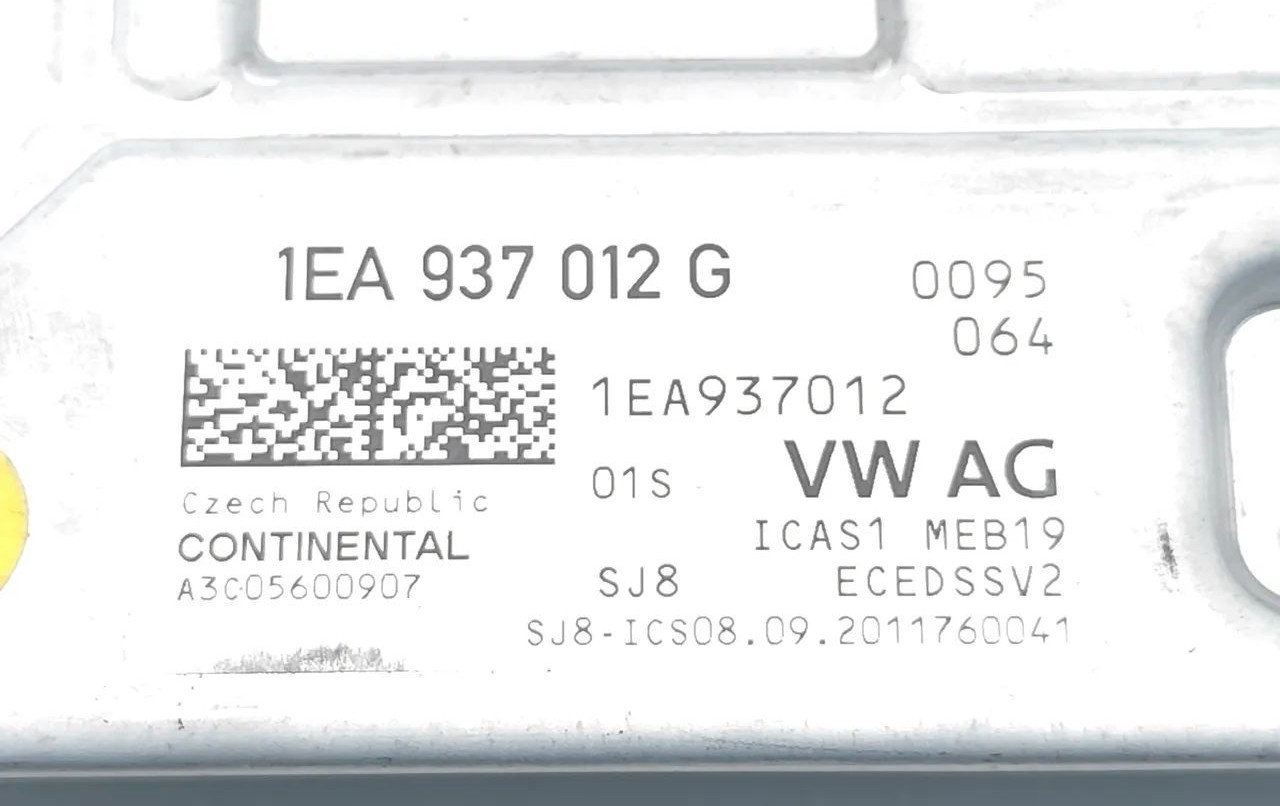 1EA 937 012 G 0095
064
1EA937012
01S VW AG
Czech Republic
ICAS1 MEB19
CONTINENTAL
A3C05600907 SJ8 ECEDSSV2
SJ8-ICS08.09.2011760041